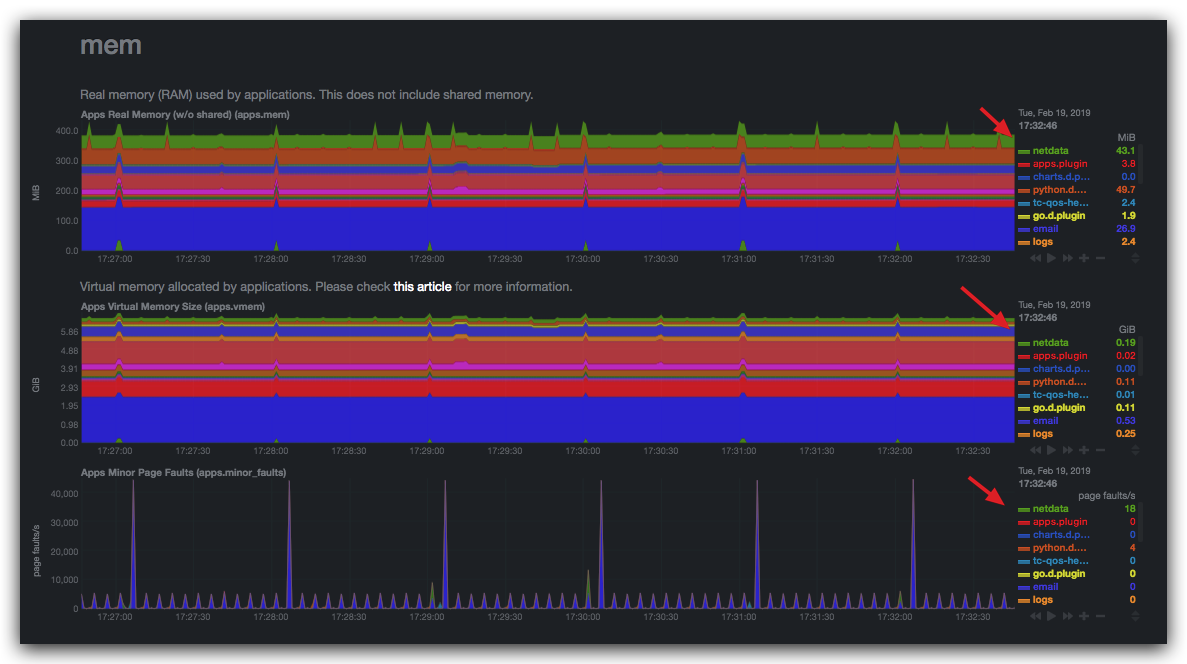 mem
Real memory (RAM) used by applications. This does not include shared memory.
Apps Real Memory (w/o shared) (apps.mem)
Tue, Feb 19, 2019
17:32:46
MiB
400.0
300.0
200.0
100.0
0.0
MiB
netdata 43.1
apps.plugin 3.8
charts.d.p... 0.0
python.d.... 49.7
tc-qos-he... 2.4
go.d.plugin 1.9
email 26.9
logs 2.4
17:27:00 17:27:30 17:28:00 17:28:30 17:29:00 17:29:30 17:30:00 17:30:30 17:31:00 17:31:30 17:32:00 17:32:30
Virtual memory allocated by applications. Please check this article for more information.
Apps Virtual Memory Size (apps.vmem)
Tue, Feb 19, 2019
17:32:46
GiB
5.86
4.88
3.91
2.93
1.95
0.98
0.00
GiB
netdata 0.19
apps.plugin 0.02
charts.d.p... 0.00
python.d.... 0.11
tc-qos-he... 0.01
go.d.plugin 0.11
email 0.53
logs 0.25
17:27:00 17:27:30 17:28:00 17:28:30 17:29:00 17:29:30 17:30:00 17:30:30 17:31:00 17:31:30 17:32:00 17:32:30
Apps Minor Page Faults (apps.minor_faults)
Tue, Feb 19, 2019
17:32:46
page faults/s
40,000
30,000
20,000
10,000
0
page faults/s
netdata 18
apps.plugin 0
charts.d.p... 0
python.d.... 4
tc-qos-he... 0
go.d.plugin 0
email 0
logs 0
17:27:00 17:27:30 17:28:00 17:28:30 17:29:00 17:29:30 17:30:00 17:30:30 17:31:00 17:31:30 17:32:00 17:32:30